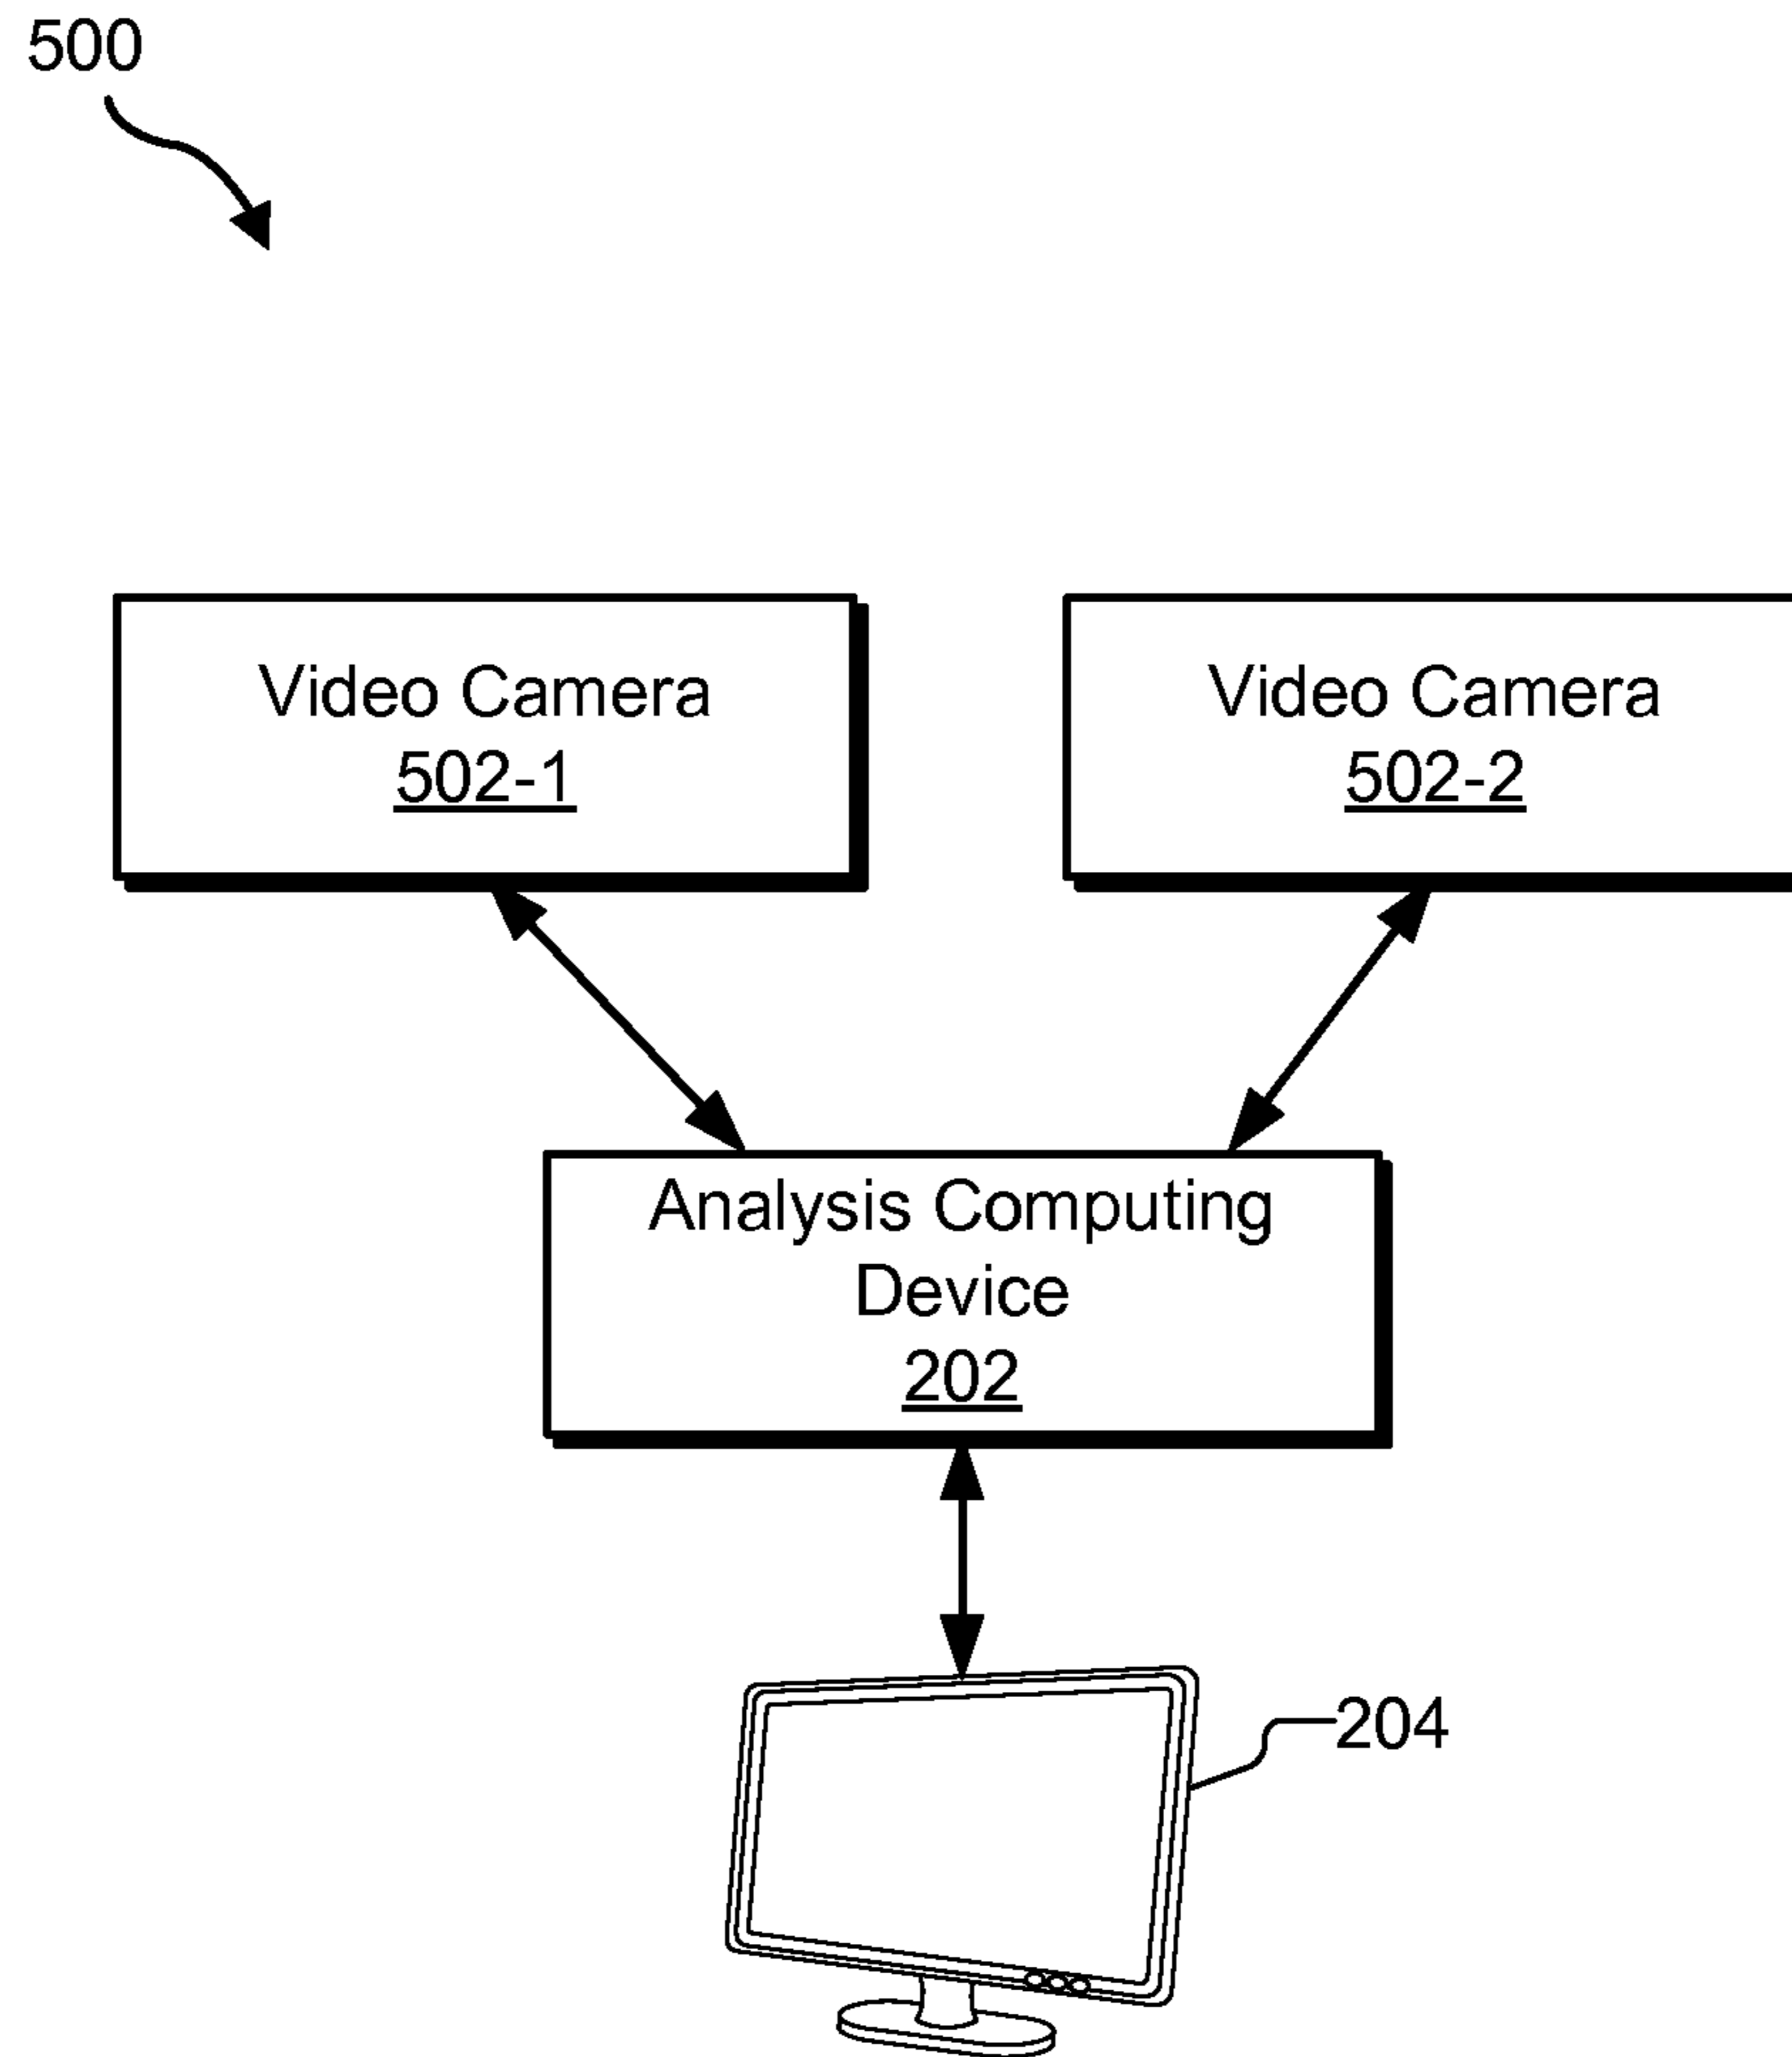 500
Video Camera
502-1
Video Camera
502-2
Analysis Computing
Device
202
204